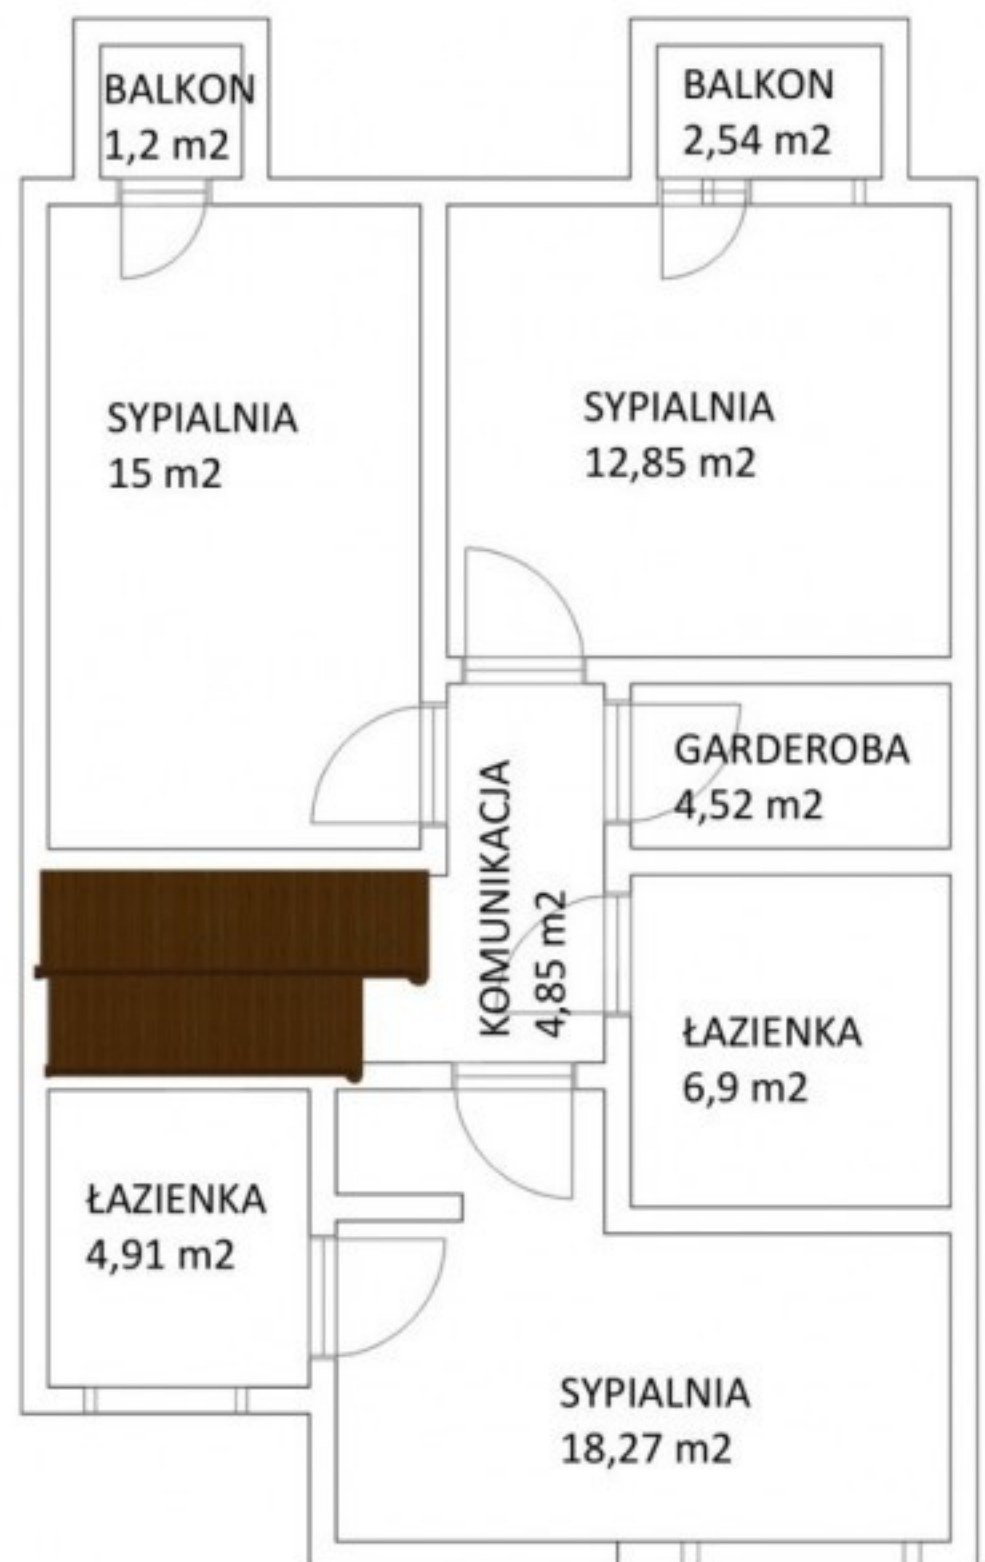 BALKON
1,2 m2
BALKON
2,54 m2
SYPIALNIA
15 m2
SYPIALNIA
12,85 m2
GARDEROBA
4,52 m2
KOMUNIKACJA
4,85 m2
ŁAZIENKA
6,9 m2
ŁAZIENKA
4,91 m2
SYPIALNIA
18,27 m2